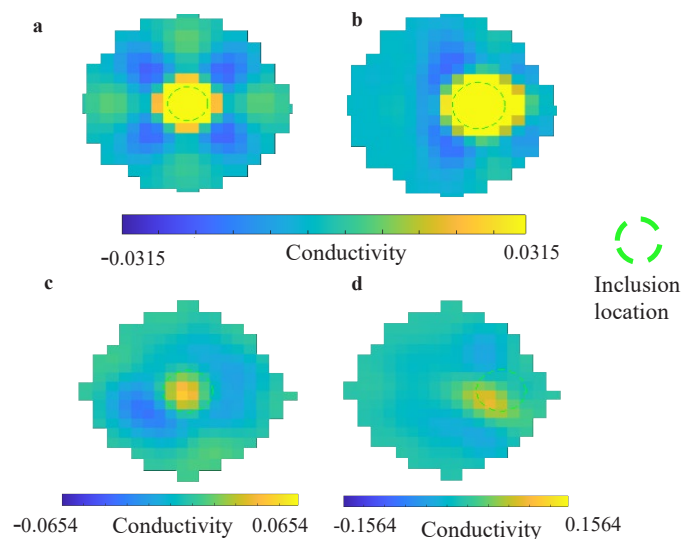 a
b
-0.0315
Conductivity
0.0315
Inclusion
location
c
d
-0.0654
Conductivity
0.0654
-0.1564
Conductivity
0.1564